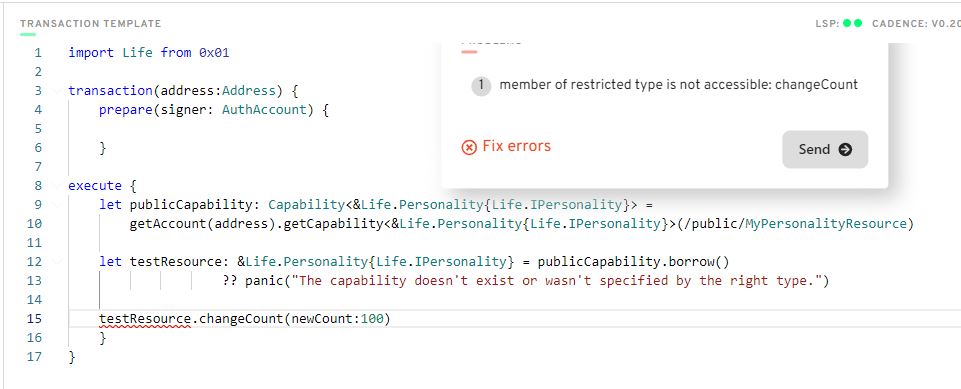 TRANSACTION TEMPLATE
LSP: CADENCE: V0.20
1 import Life from 0x01
2
3 transaction(address:Address) {
4 prepare(signer: AuthAccount) {
5
6 }
7
8 execute {
9 let publicCapability: Capability<&Life.Personality{Life.IPersonality}> =
10 getAccount(address).getCapability<&Life.Personality{Life.IPersonality}>(/public/MyPersonalityResource)
11
12 let testResource: &Life.Personality{Life.IPersonality} = publicCapability.borrow()
13 ?? panic("The capability doesn't exist or wasn't specified by the right type.")
14
15 testResource.changeCount(newCount:100)
16 }
17 }
1 member of restricted type is not accessible: changeCount
Fix errors
Send